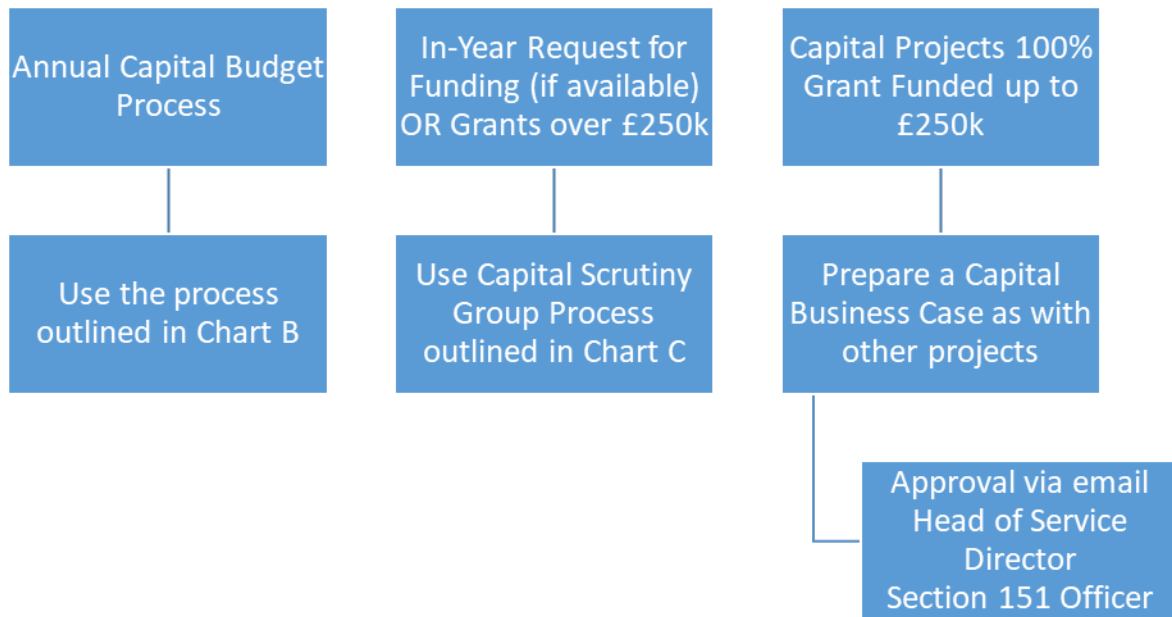 Annual Capital Budget
Process
In-Year Request for
Funding (if available)
OR Grants over £250k
Capital Projects 100%
Grant Funded up to
£250k
Use the process
outlined in Chart B
Use Capital Scrutiny
Group Process
outlined in Chart C
Prepare a Capital
Business Case as with
other projects
Approval via email
Head of Service
Director
Section 151 Officer